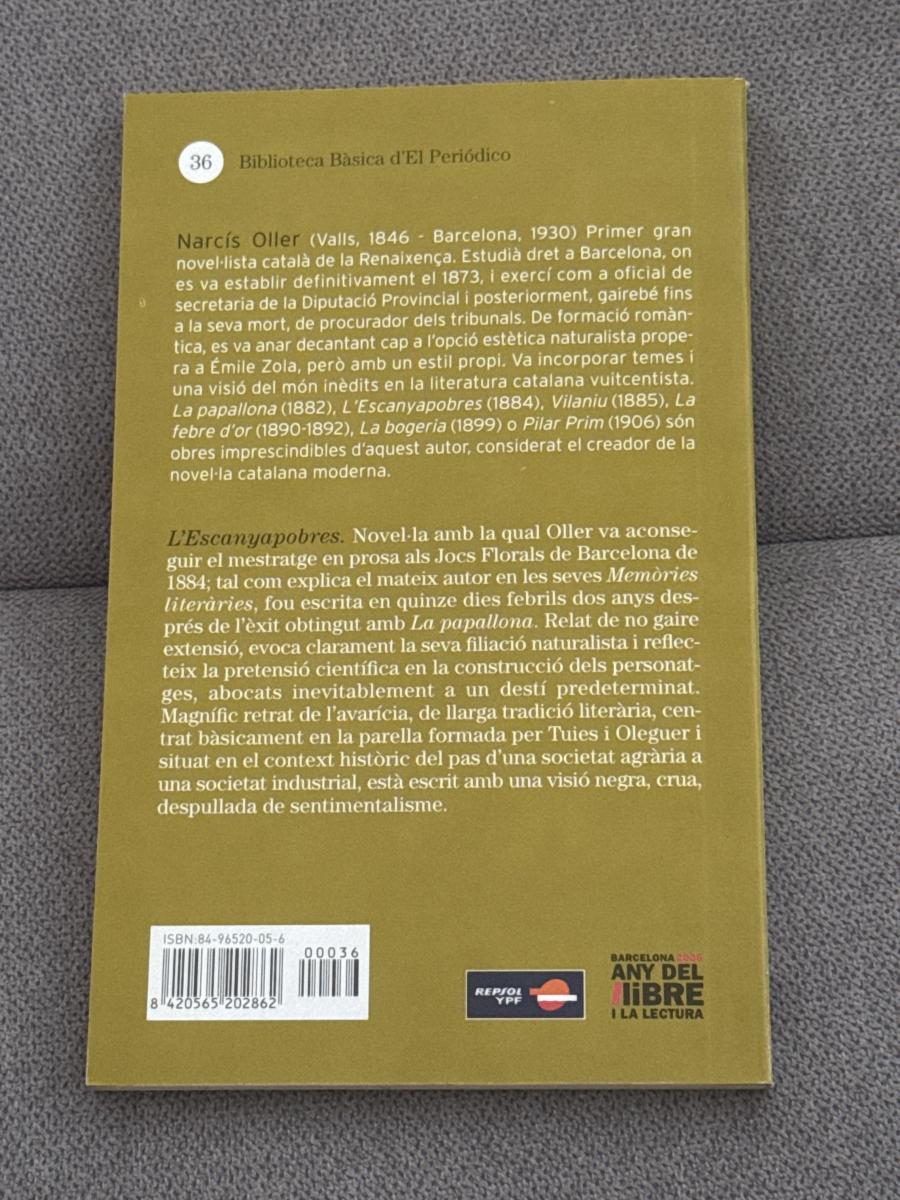 36 Biblioteca Bàsica d'El Periódico
Narcís Oller (Valls, 1846 - Barcelona, 1930) Primer gran
novel·lista català de la Renaixença. Estudià dret a Barcelona, on
es va establir definitivament el 1873, i exercí com a oficial de
secretaria de la Diputació Provincial i posteriorment, gairebé fins
a la seva mort, de procurador dels tribunals. De formació romàn-
tica, es va anar decantant cap a l'opció estètica naturalista prope-
ra a Émile Zola, però amb un estil propi. Va incorporar temes i
una visió del món inèdits en la literatura catalana vuitcentista.
La papallona (1882), L'Escanyapobres (1884), Vilaniu (1885), La
febre d'or (1890-1892), La bogeria (1899) o Pilar Prim (1906) són
obres imprescindibles d'aquest autor, considerat el creador de la
novel·la catalana moderna.
L'Escanyapobres. Novel·la amb la qual Oller va aconse-
guir el mestratge en prosa als Jocs Florals de Barcelona de
1884; tal com explica el mateix autor en les seves Memòries
literàries, fou escrita en quinze dies febrils dos anys des-
prés de l'èxit obtingut amb La papallona. Relat de no gaire
extensió, evoca clarament la seva filiació naturalista i reflec-
teix la pretensió científica en la construcció dels personat-
ges, abocats inevitablement a un destí predeterminat.
Magnífic retrat de l'avarícia, de llarga tradició literària, cen-
trat bàsicament en la parella formada per Tuies i Oleguer i
situat en el context històric del pas d'una societat agrària a
una societat industrial, està escrit amb una visió negra, crua,
despullada de sentimentalisme.
ISBN:84-96520-05-6
00036
8 420565 202862
REPSOL
YPF
BARCELONA 2005
ANY DEL
llIBRE
I LA LECTURA